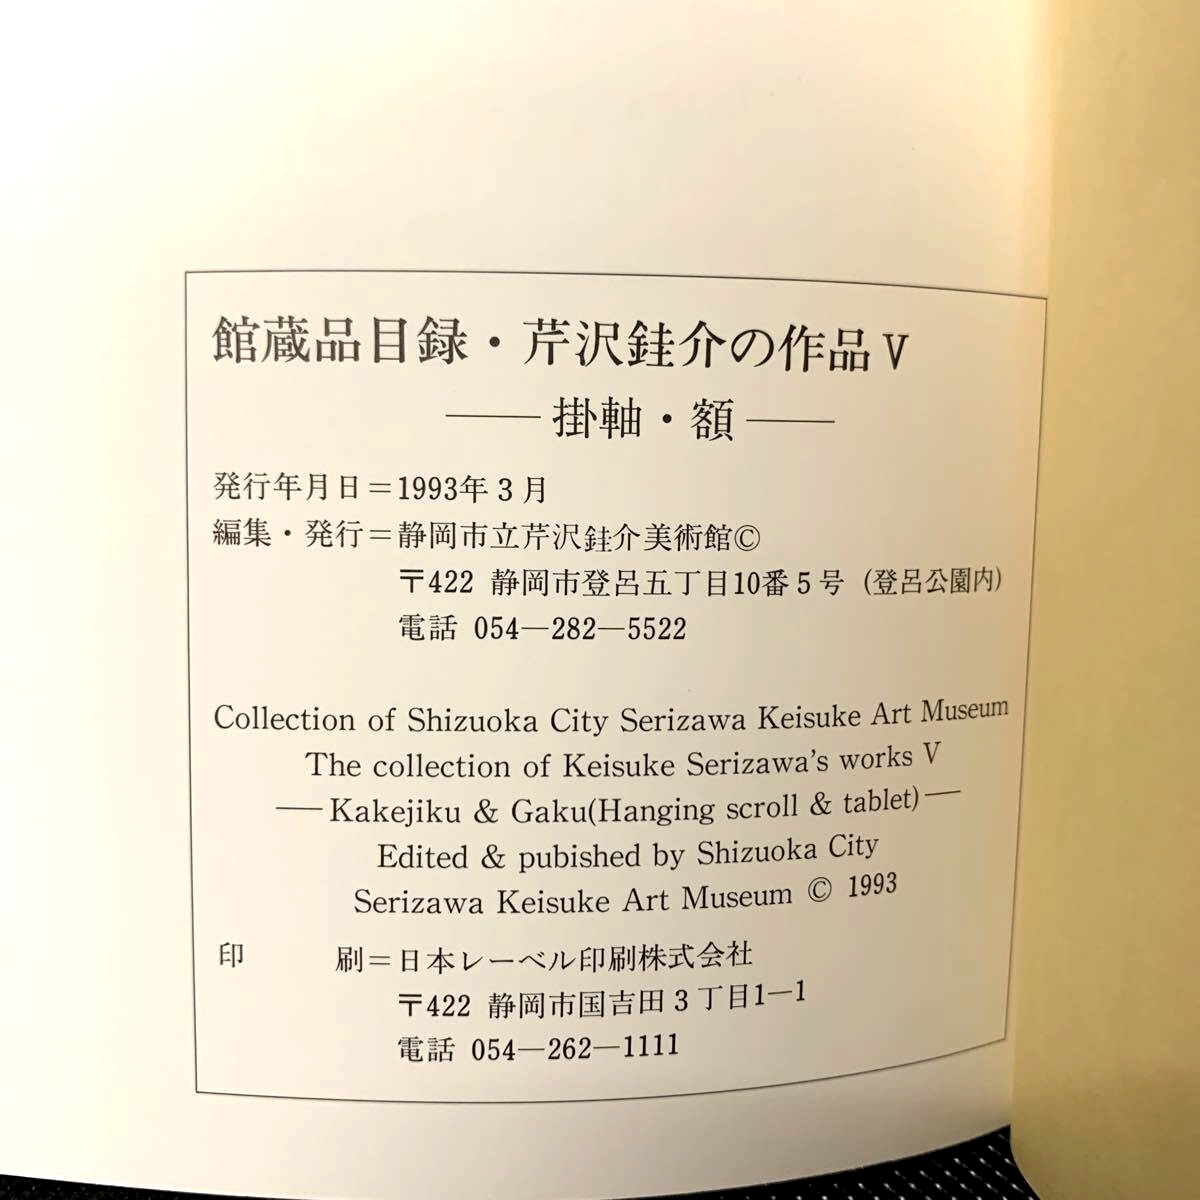 館蔵品目録・芹沢銈介の作品Ⅴ
――掛軸・額――
発行年月日＝1993年３月
編集・発行＝静岡市立芹沢銈介美術館©
〒422 静岡市登呂五丁目10番５号（登呂公園内）
電話 054―282―5522
Collection of Shizuoka City Serizawa Keisuke Art Museum
The collection of Keisuke Serizawa's works Ⅴ
―Kakejiku & Gaku(Hanging scroll & tablet)―
Edited & pubished by Shizuoka City
Serizawa Keisuke Art Museum © 1993
印　　刷＝日本レーベル印刷株式会社
〒422 静岡市国吉田３丁目1―1
電話 054―262―1111